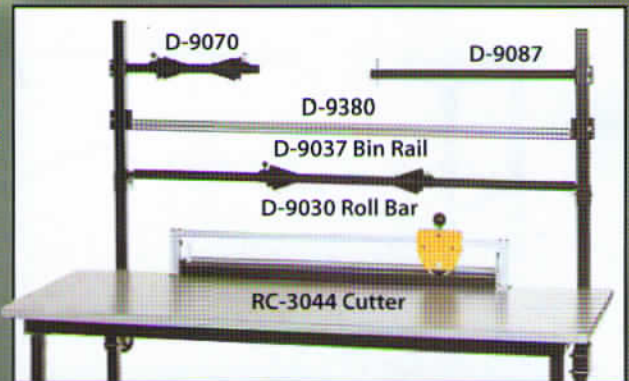 D-9070
D-9087
D-9380
D-9037 Bin Rail
D-9030 Roll Bar
RC-3044 Cutter